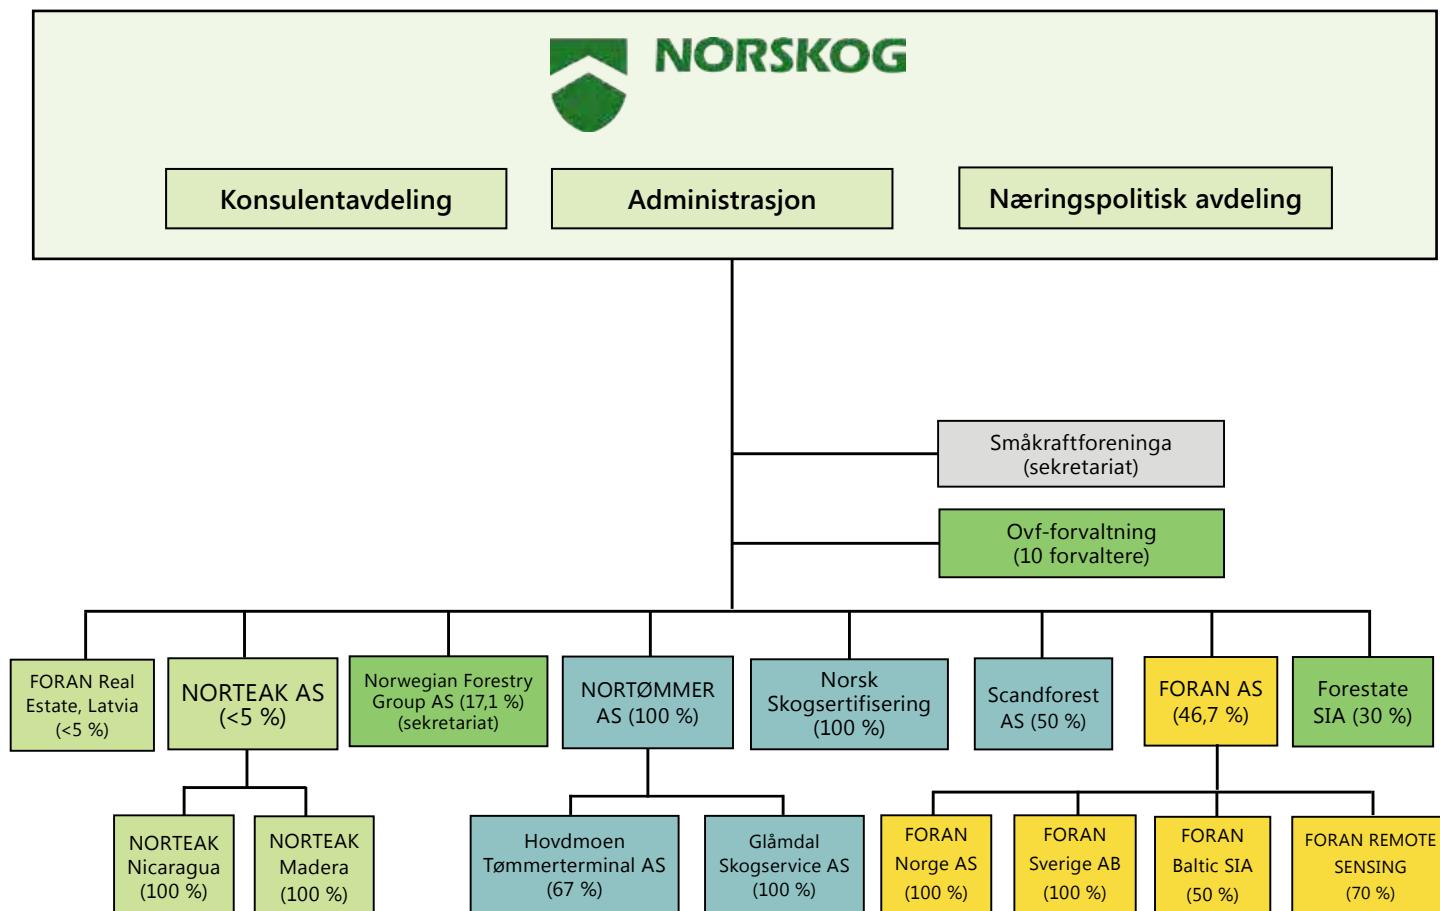 NORSKOG
Konsulentavdeling
Administrasjon
Næringspolitisk avdeling
Småkraftforeninga
(sekretariat)
Ovf-forvaltning
(10 forvaltere)
FORAN Real
Estate, Latvia
(<5 %)
NORTEAK AS
(<5 %)
Norwegian Forestry
Group AS (17,1 %)
(sekretariat)
NORTØMMER
AS (100 %)
Norsk
Skogsertifisering
(100 %)
Scandforest
AS (50 %)
FORAN AS
(46,7 %)
Forestate
SIA (30 %)
NORTEAK
Nicaragua
(100 %)
NORTEAK
Madera
(100 %)
Hovdmoen
Tømmerterminal AS
(67 %)
Glåmdal
Skogservice AS
(100 %)
FORAN
Norge AS
(100 %)
FORAN
Sverige AB
(100 %)
FORAN
Baltic SIA
(50 %)
FORAN REMOTE
SENSING
(70 %)